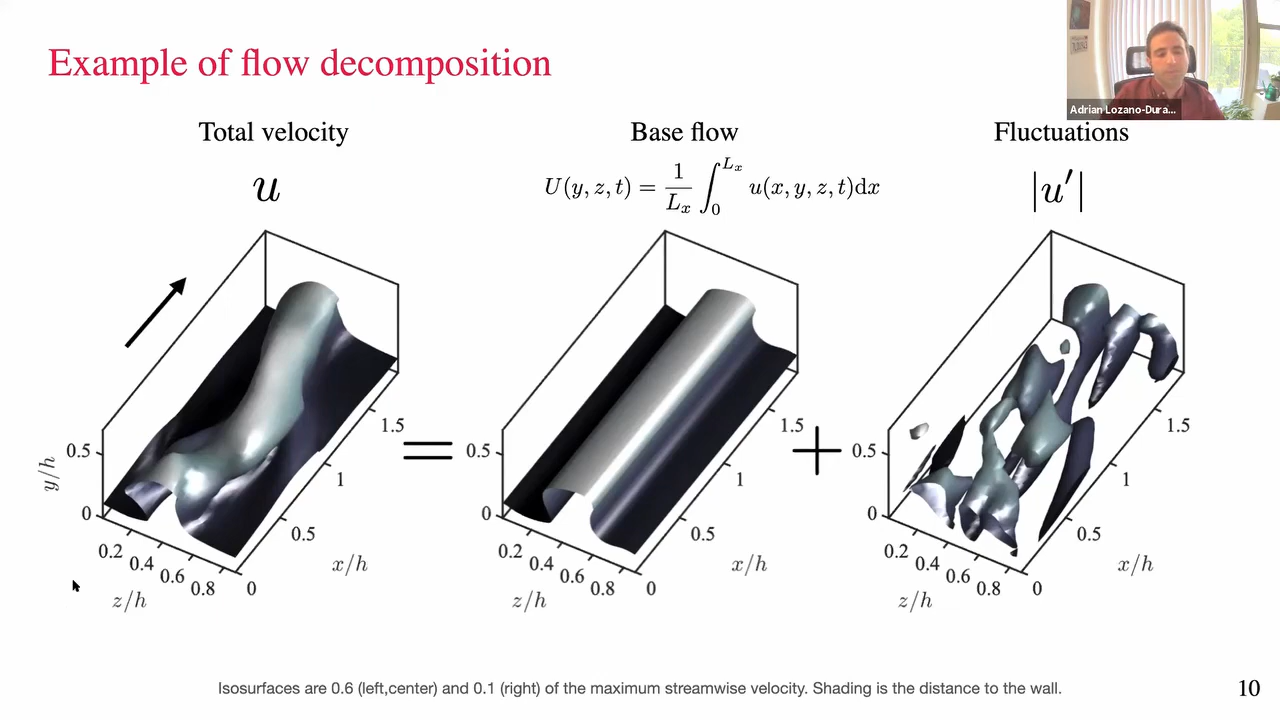 Example of flow decomposition
Adrian Lozano-Dura...
Total velocity
Base flow
Fluctuations
u
U(y, z, t) = 1/L_x ∫_0^{L_x} u(x, y, z, t)dx
|u′|
0.5
0
y/h
0.2
0.4
0.6
0.8
z/h
0
0.5
1
1.5
x/h
=
0.5
0
0.2
0.4
0.6
0.8
z/h
0
0.5
1
1.5
x/h
+
0.5
0
0.2
0.4
0.6
0.8
z/h
0
0.5
1
1.5
x/h
Isosurfaces are 0.6 (left,center) and 0.1 (right) of the maximum streamwise velocity. Shading is the distance to the wall.
10